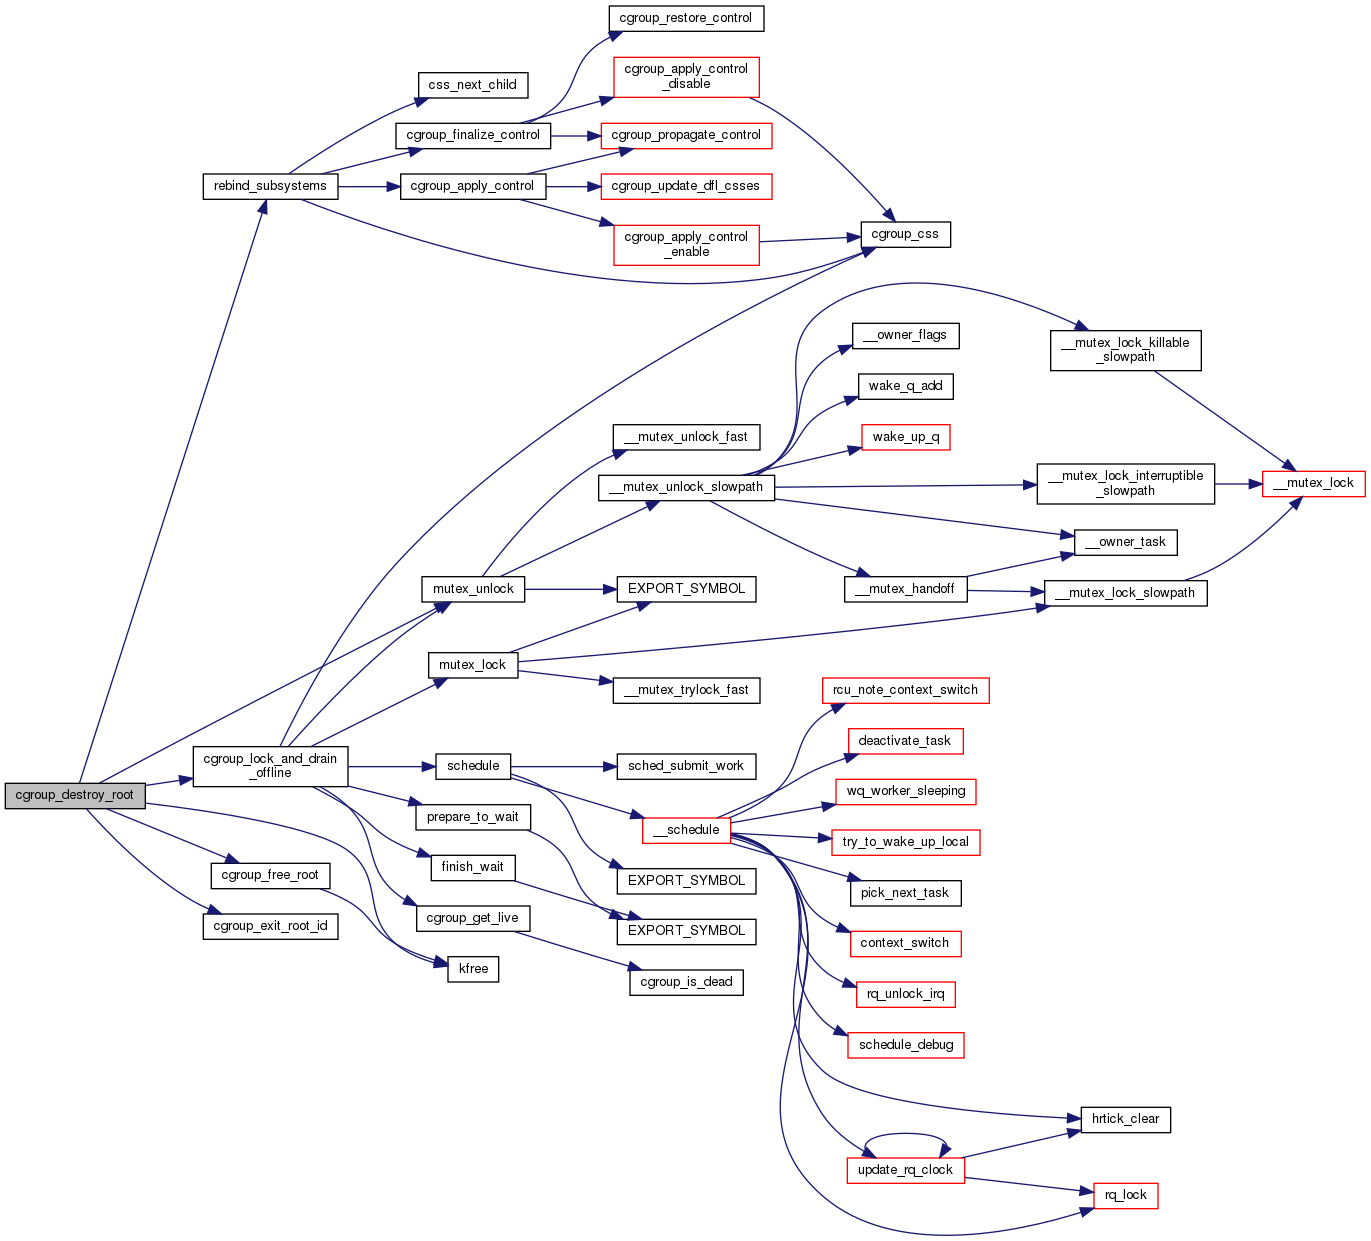 cgroup_restore_control
cgroup_apply_control
_disable
css_next_child
cgroup_finalize_control
cgroup_propagate_control
rebind_subsystems
cgroup_apply_control
cgroup_update_dfl_csses
cgroup_apply_control
_enable
cgroup_css
__owner_flags
__mutex_lock_killable
_slowpath
wake_q_add
__mutex_unlock_fast
wake_up_q
__mutex_unlock_slowpath
__mutex_lock_interruptible
_slowpath
__mutex_lock
__owner_task
mutex_unlock
EXPORT_SYMBOL
__mutex_handoff
__mutex_lock_slowpath
mutex_lock
__mutex_trylock_fast
rcu_note_context_switch
deactivate_task
cgroup_lock_and_drain
_offline
schedule
sched_submit_work
cgroup_destroy_root
wq_worker_sleeping
prepare_to_wait
__schedule
try_to_wake_up_local
cgroup_free_root
finish_wait
EXPORT_SYMBOL
pick_next_task
cgroup_exit_root_id
cgroup_get_live
EXPORT_SYMBOL
context_switch
kfree
cgroup_is_dead
rq_unlock_irq
schedule_debug
hrtick_clear
update_rq_clock
rq_lock